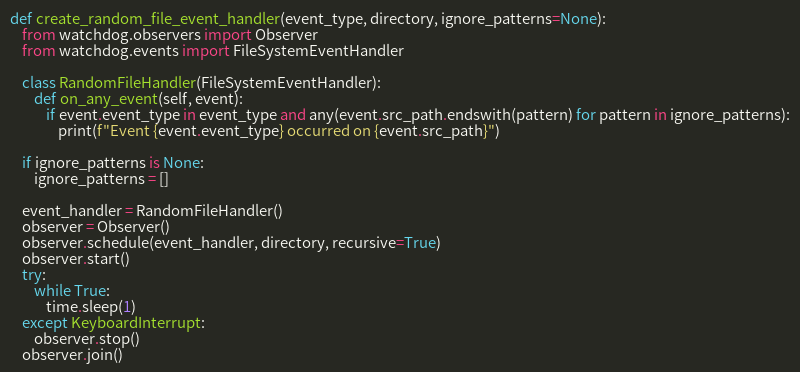 def create_random_file_event_handler(event_type, directory, ignore_patterns=None):
    from watchdog.observers import Observer
    from watchdog.events import FileSystemEventHandler

    class RandomFileHandler(FileSystemEventHandler):
        def on_any_event(self, event):
            if event.event_type in event_type and any(event.src_path.endswith(pattern) for pattern in ignore_patterns):
                print(f"Event {event.event_type} occurred on {event.src_path}")

    if ignore_patterns is None:
        ignore_patterns = []

    event_handler = RandomFileHandler()
    observer = Observer()
    observer.schedule(event_handler, directory, recursive=True)
    observer.start()
    try:
        while True:
            time.sleep(1)
    except KeyboardInterrupt:
        observer.stop()
    observer.join()